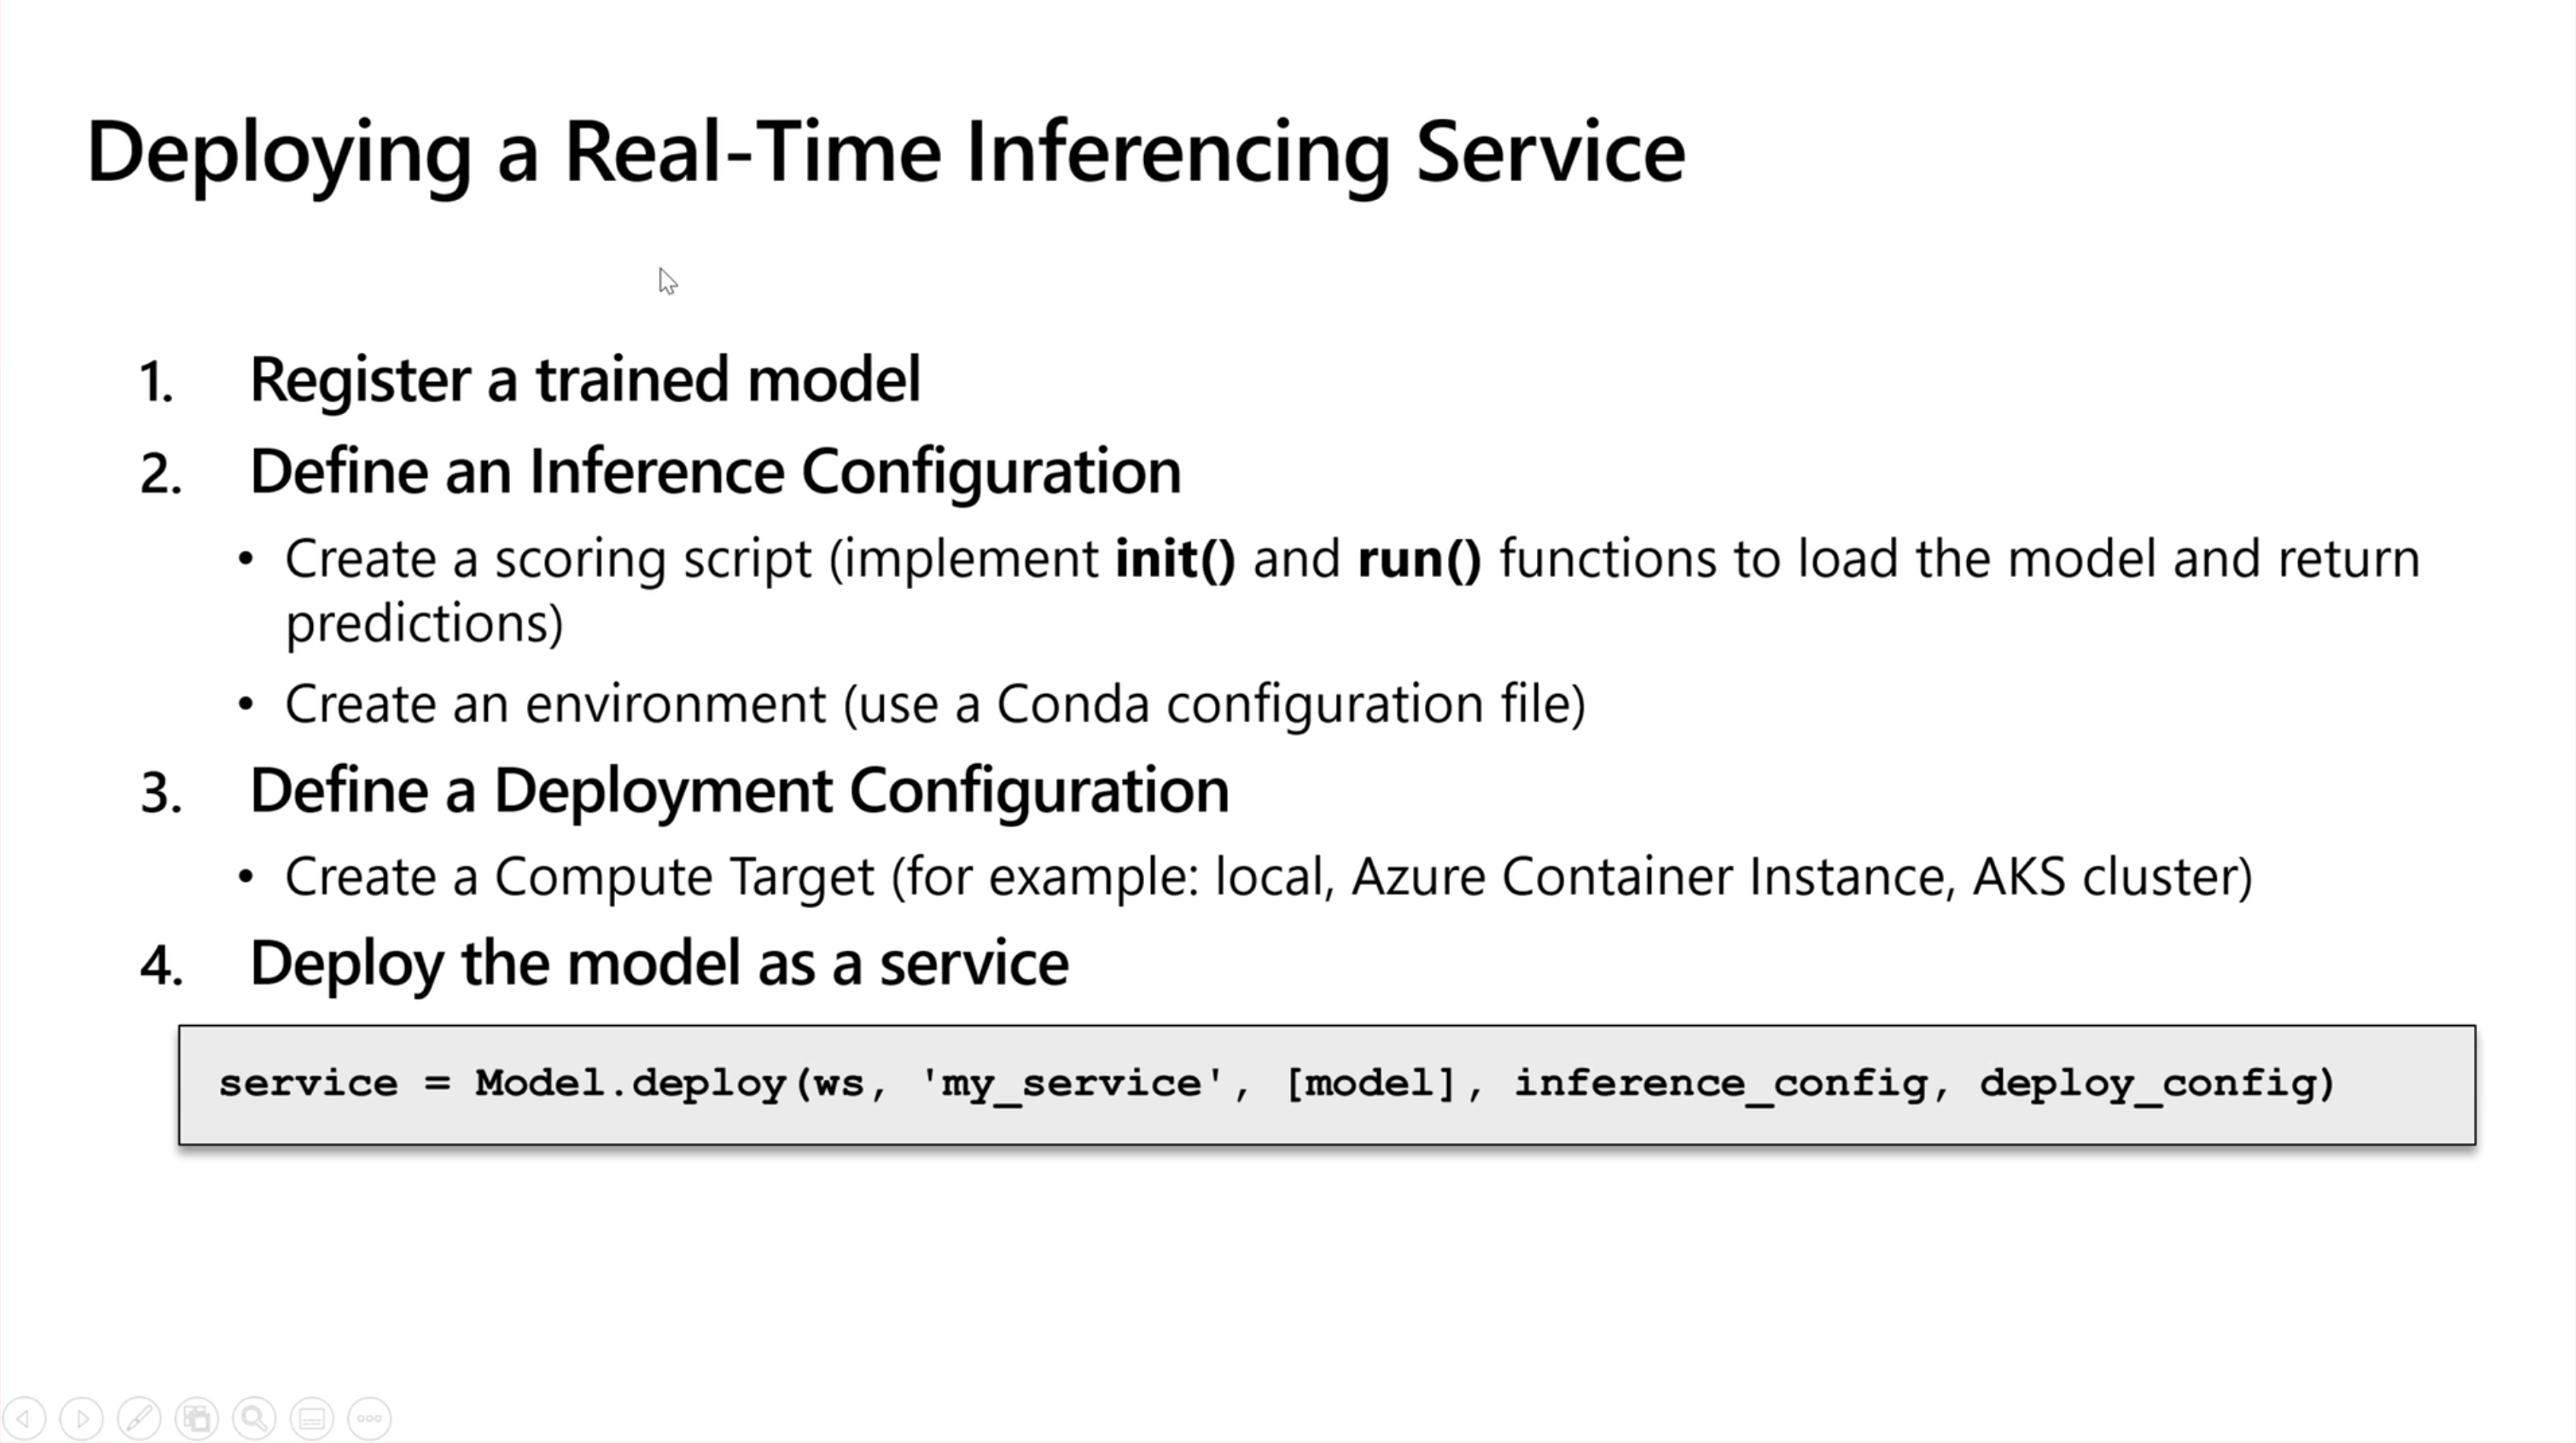 Deploying a Real-Time Inferencing Service
1. Register a trained model
2. Define an Inference Configuration
• Create a scoring script (implement init() and run() functions to load the model and return
predictions)
• Create an environment (use a Conda configuration file)
3. Define a Deployment Configuration
• Create a Compute Target (for example: local, Azure Container Instance, AKS cluster)
4. Deploy the model as a service
service = Model.deploy(ws, 'my_service', [model], inference_config, deploy_config)